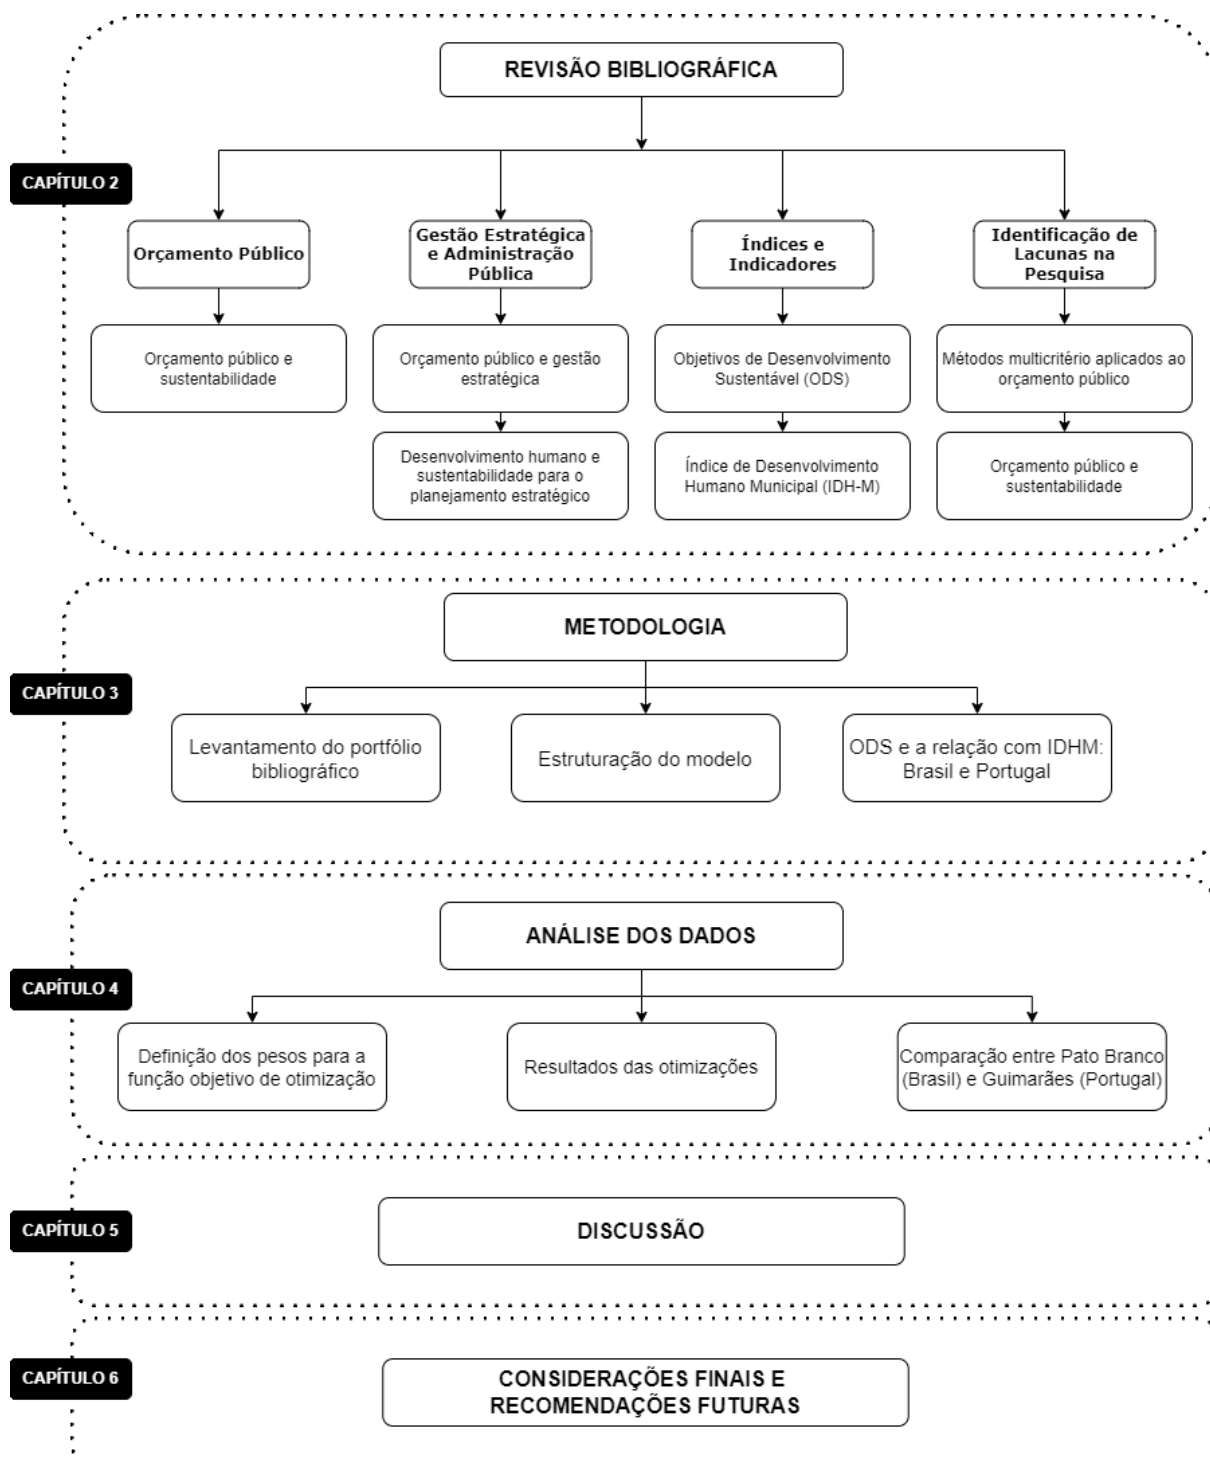 REVISÃO BIBLIOGRÁFICA
CAPÍTULO 2
Orçamento Público
Gestão Estratégica
e Administração
Pública
Índices e
Indicadores
Identificação de
Lacunas na
Pesquisa
Orçamento público e
sustentabilidade
Orçamento público e gestão
estratégica
Objetivos de Desenvolvimento
Sustentável (ODS)
Métodos multicritério aplicados ao
orçamento público
Desenvolvimento humano e
sustentabilidade para o
planejamento estratégico
Índice de Desenvolvimento
Humano Municipal (IDH-M)
Orçamento público e
sustentabilidade
METODOLOGIA
CAPÍTULO 3
Levantamento do portfólio
bibliográfico
Estruturação do modelo
ODS e a relação com IDHM:
Brasil e Portugal
ANÁLISE DOS DADOS
CAPÍTULO 4
Definição dos pesos para a
função objetivo de otimização
Resultados das otimizações
Comparação entre Pato Branco
(Brasil) e Guimarães (Portugal)
CAPÍTULO 5
DISCUSSÃO
CAPÍTULO 6
CONSIDERAÇÕES FINAIS E
RECOMENDAÇÕES FUTURAS